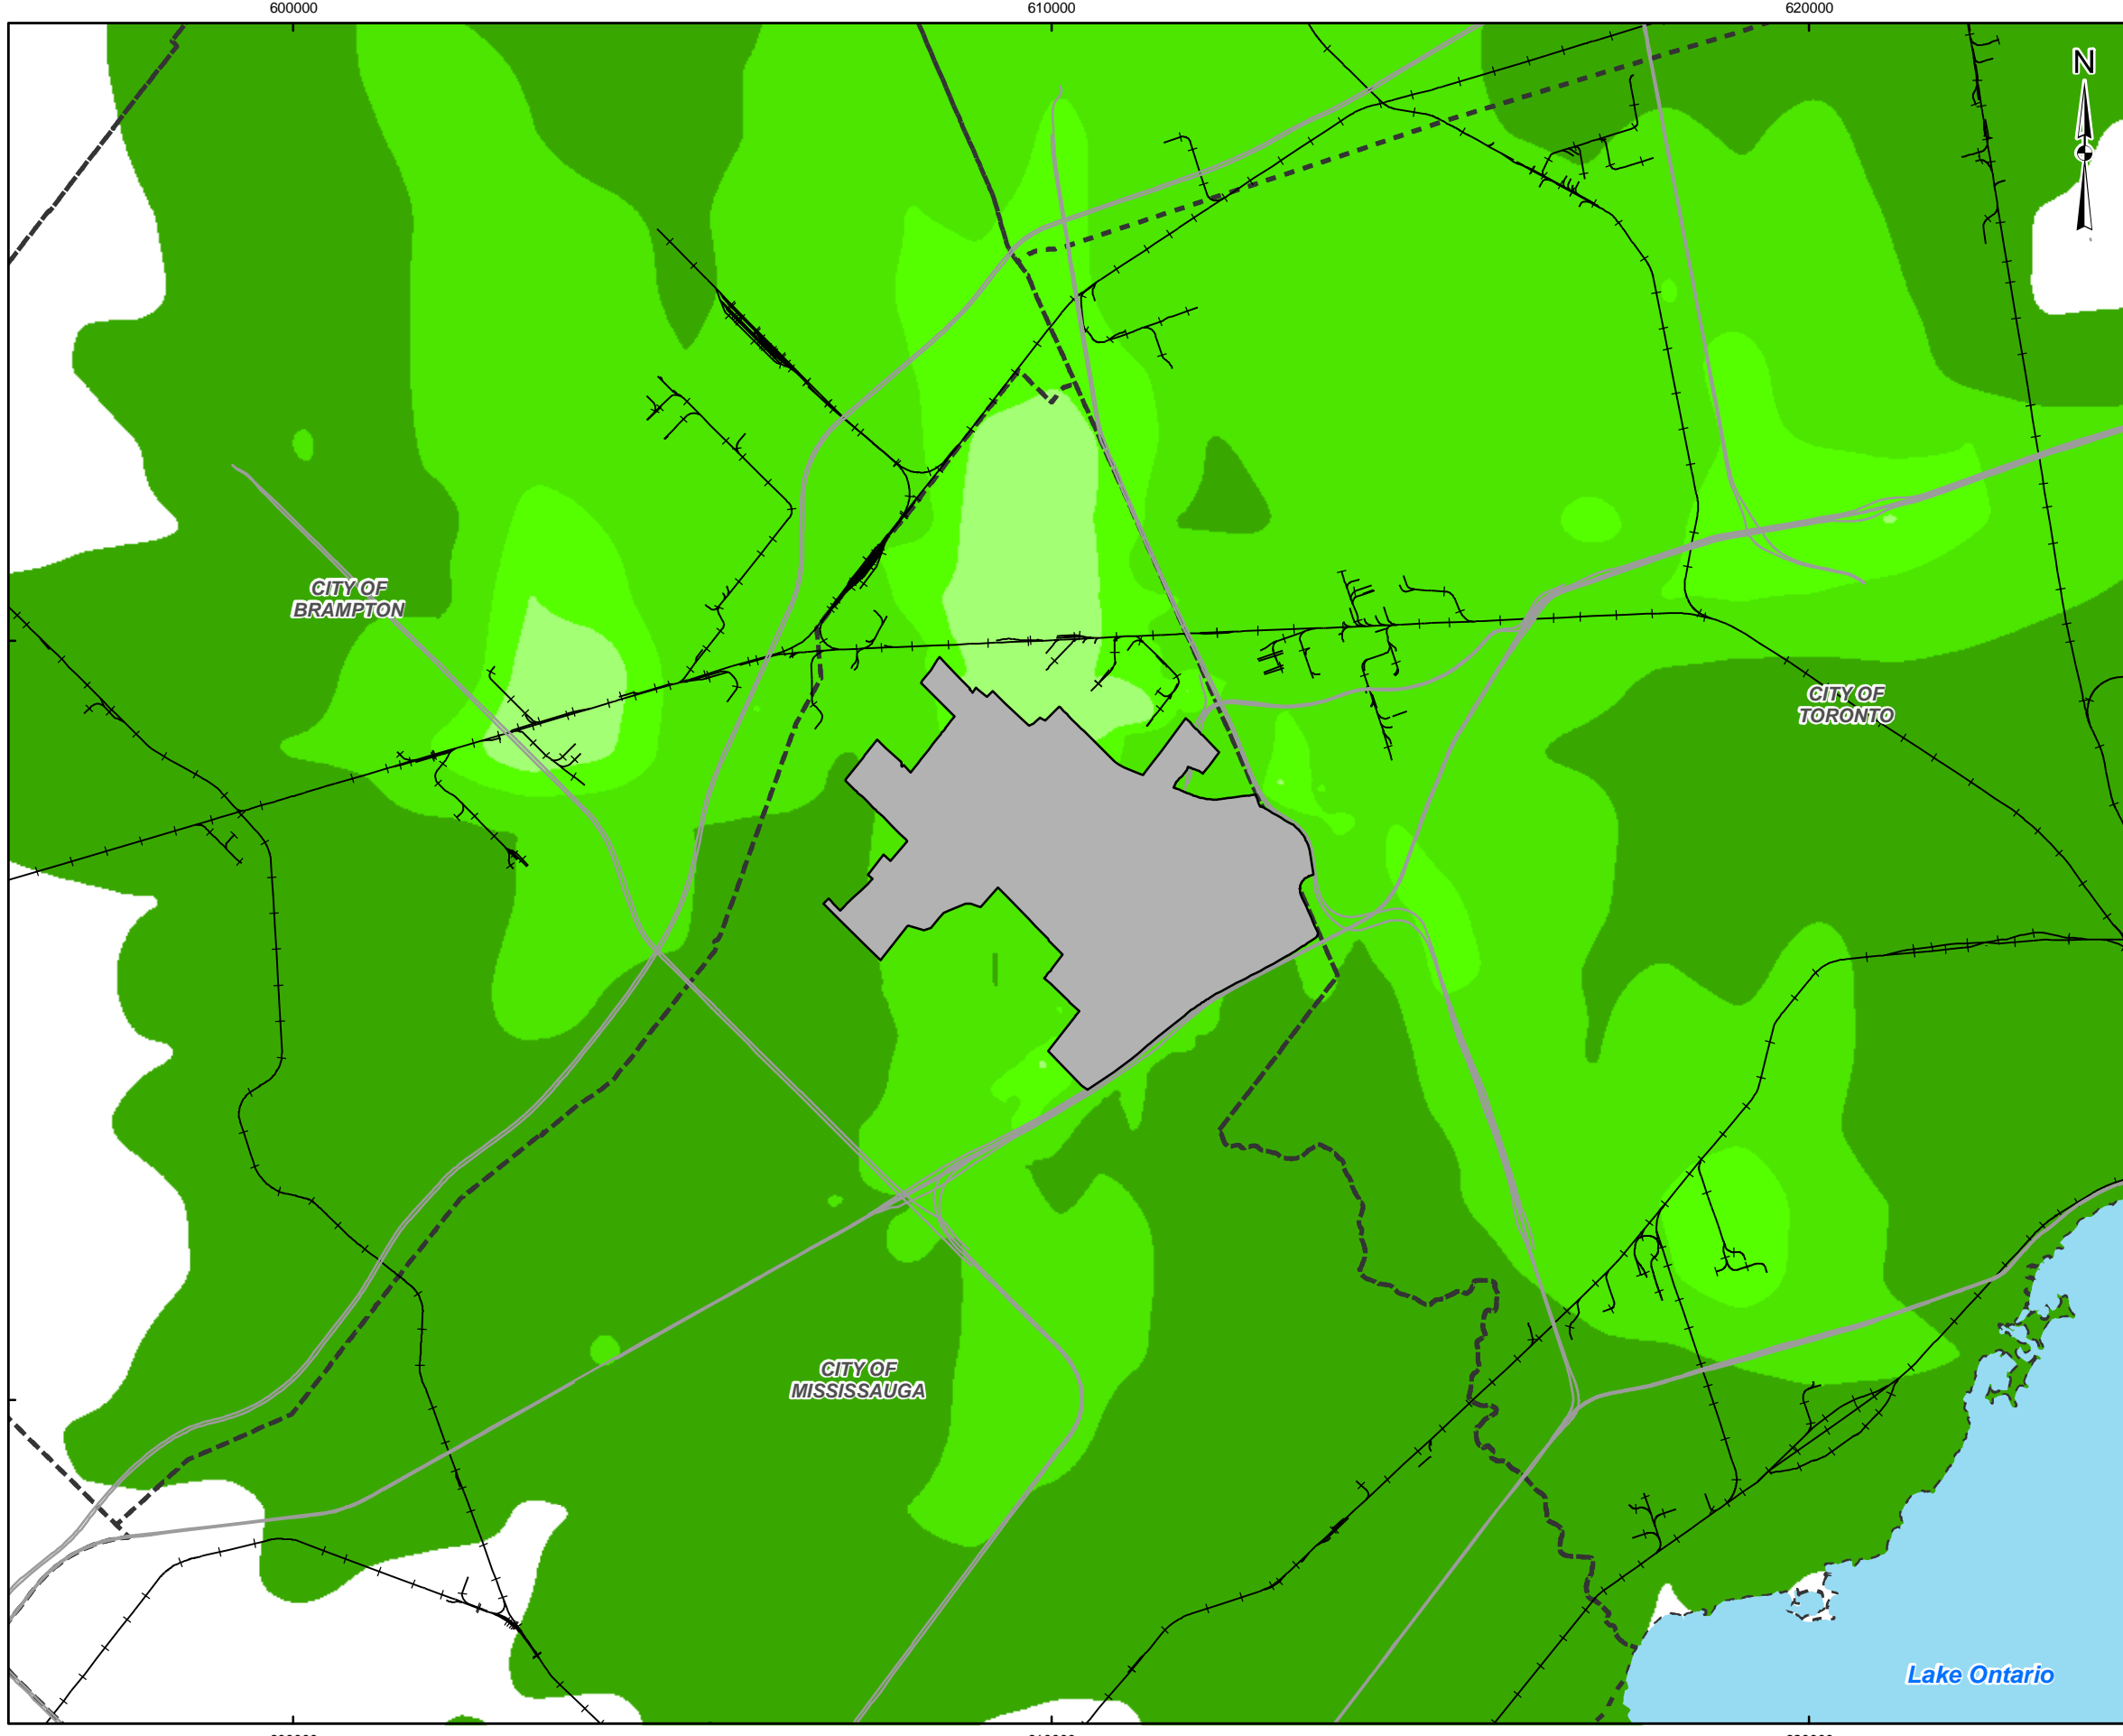 600000 610000 620000
N
CITY OF
BRAMPTON
CITY OF
TORONTO
CITY OF
MISSISSAUGA
Lake Ontario